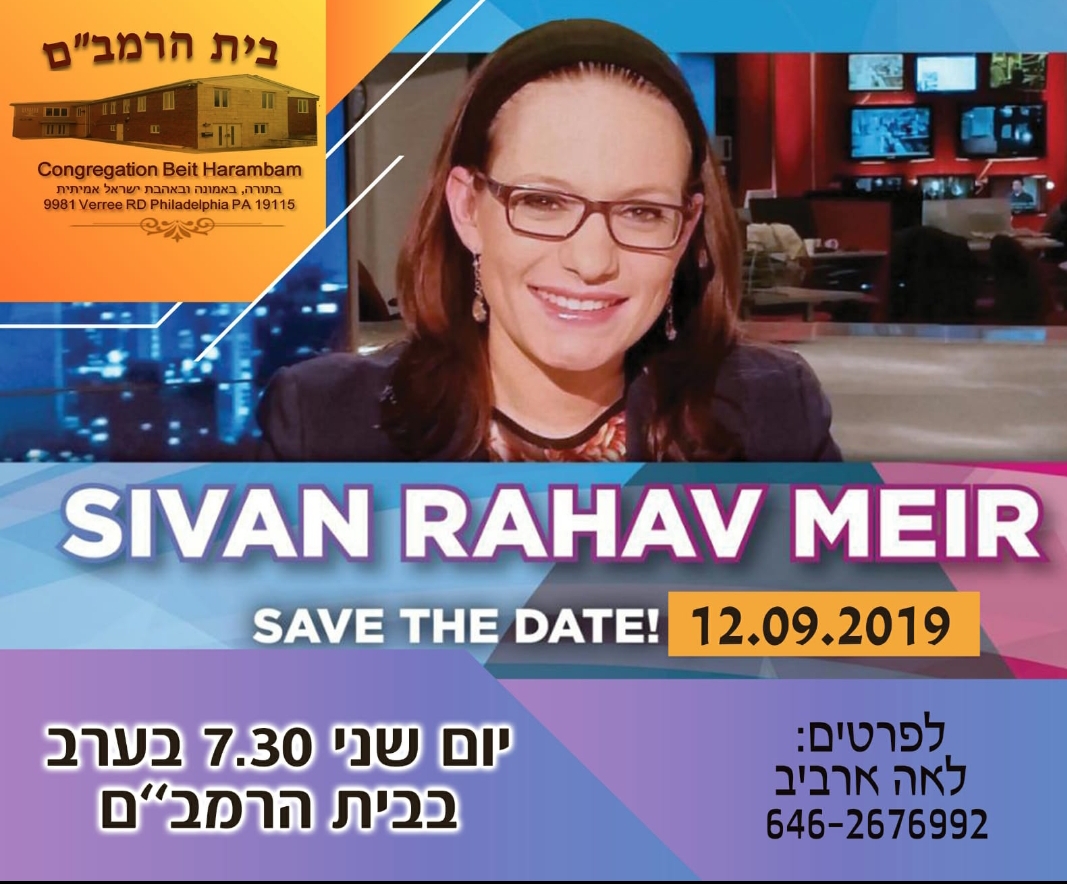 בית הרמב"ם
Congregation Beit Harambam
בתורה, באמונה ובאהבת ישראל אמיתית
9981 Verree RD Philadelphia PA 19115
SIVAN RAHAV MEIR
SAVE THE DATE! 12.09.2019
יום שני 7.30 בערב
בבית הרמב"ם
לפרטים:
לאה ארביב
646-2676992